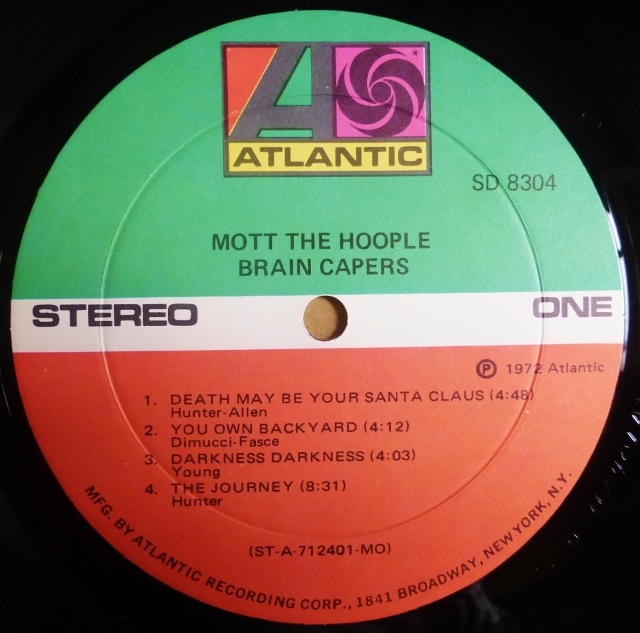 ATLANTIC
SD 8304
MOTT THE HOOPLE
BRAIN CAPERS
STEREO
ONE
Ⓟ 1972 Atlantic
1. DEATH MAY BE YOUR SANTA CLAUS (4:48)
Hunter-Allen
2. YOU OWN BACKYARD (4:12)
Dimucci-Fasce
3. DARKNESS DARKNESS (4:03)
Young
4. THE JOURNEY (8:31)
Hunter
(ST-A-712401-MO)
MFG. BY ATLANTIC RECORDING CORP., 1841 BROADWAY, NEW YORK, N.Y.